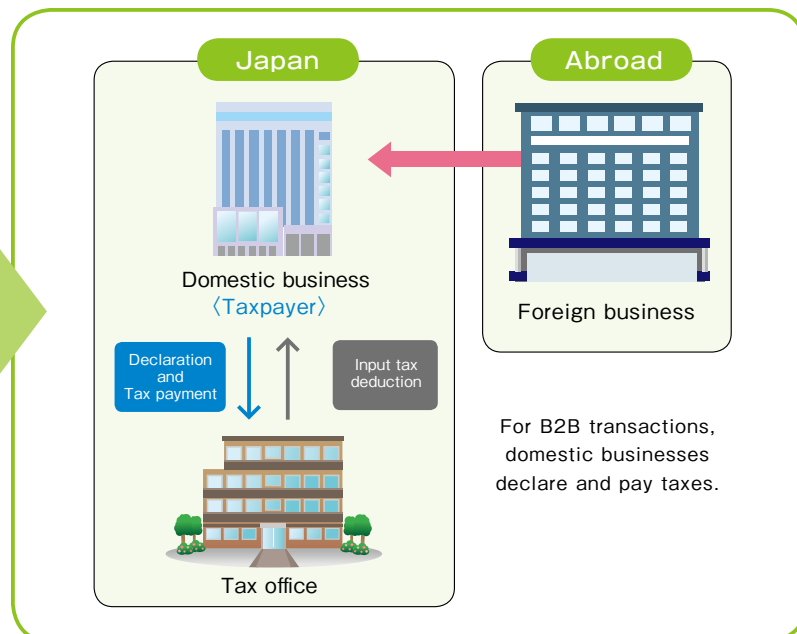 Japan
Abroad
Domestic business
〈Taxpayer〉
Foreign business
Declaration
and
Tax payment
Input tax
deduction
For B2B transactions,
domestic businesses
declare and pay taxes.
Tax office